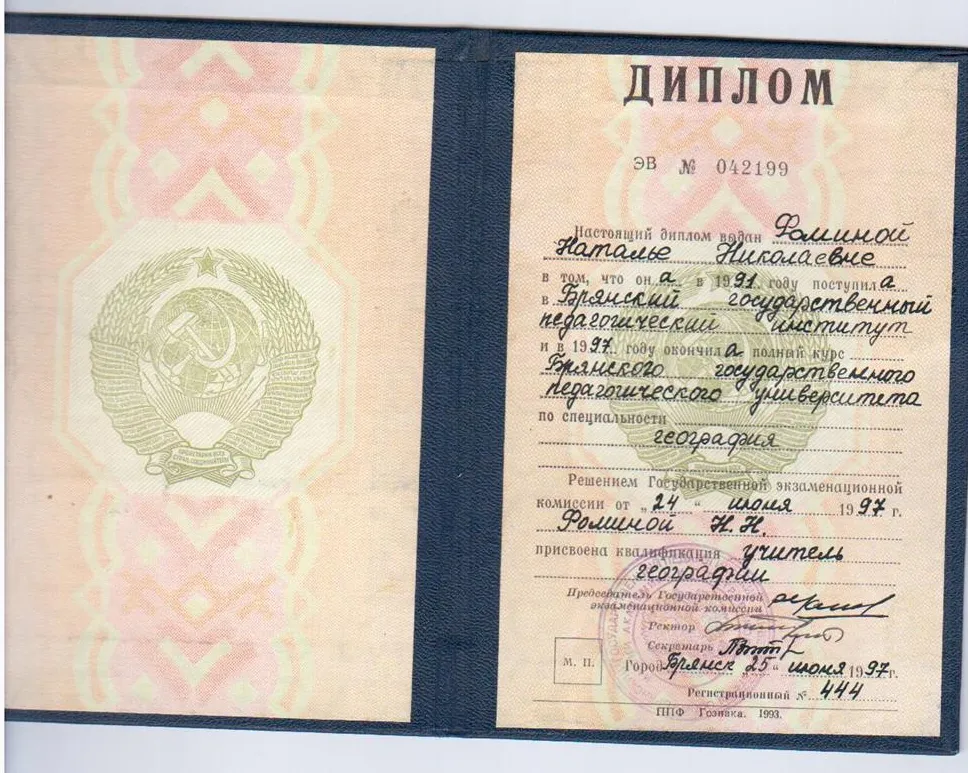 ДИПЛОМ
ЭВ № 042199
Настоящий диплом выдан Фоминой
Наталье Николаевне
в том, что он а в 1991 году поступил а
в Брянский государственный
педагогический институт
и в 1997 году окончил а полный курс
Брянского государственного
педагогического университета
по специальности
география
Решением Государственной экзаменационной
комиссии от „24“ июня 1997 г.
Фоминой Н.Н.
присвоена квалификация учитель
географии
Председатель Государственной
экзаменационной комиссии
Ректор
Секретарь
М. П.
Город Брянск „25“ июня 1997 г.
Регистрационный № 444
ППФ Гознака. 1993.